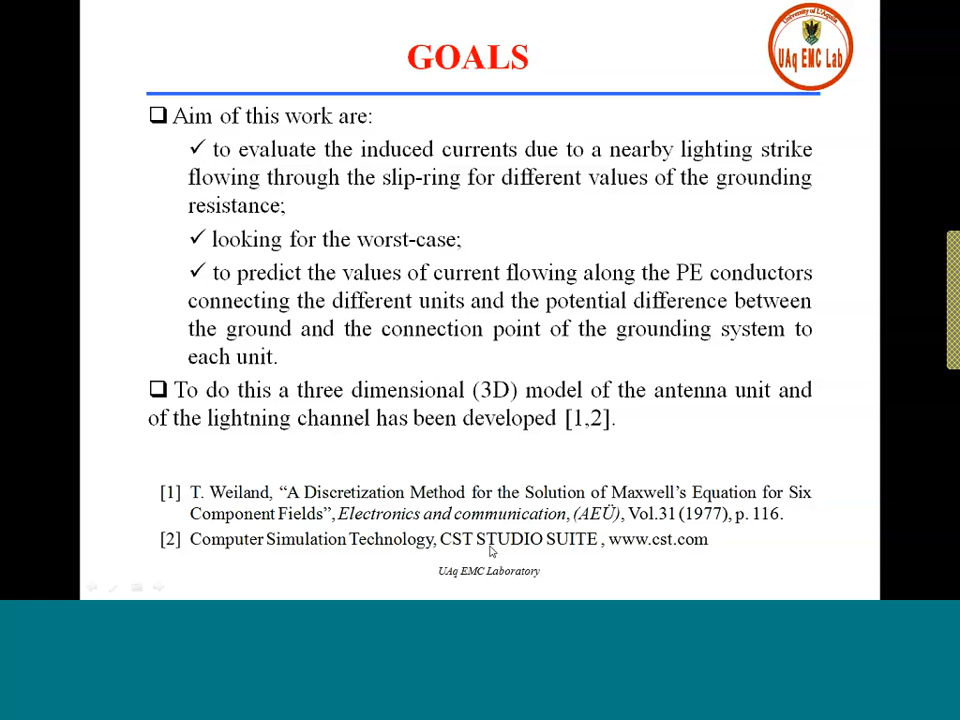 University of L'Aquila
UAq EMC Lab
GOALS
Aim of this work are:
to evaluate the induced currents due to a nearby lighting strike
flowing through the slip-ring for different values of the grounding
resistance;
looking for the worst-case;
to predict the values of current flowing along the PE conductors
connecting the different units and the potential difference between
the ground and the connection point of the grounding system to
each unit.
To do this a three dimensional (3D) model of the antenna unit and
of the lightning channel has been developed [1,2].
[1] T. Weiland, “A Discretization Method for the Solution of Maxwell’s Equation for Six
Component Fields”, Electronics and communication, (AEÜ), Vol.31 (1977), p. 116.
[2] Computer Simulation Technology, CST STUDIO SUITE , www.cst.com
UAq EMC Laboratory